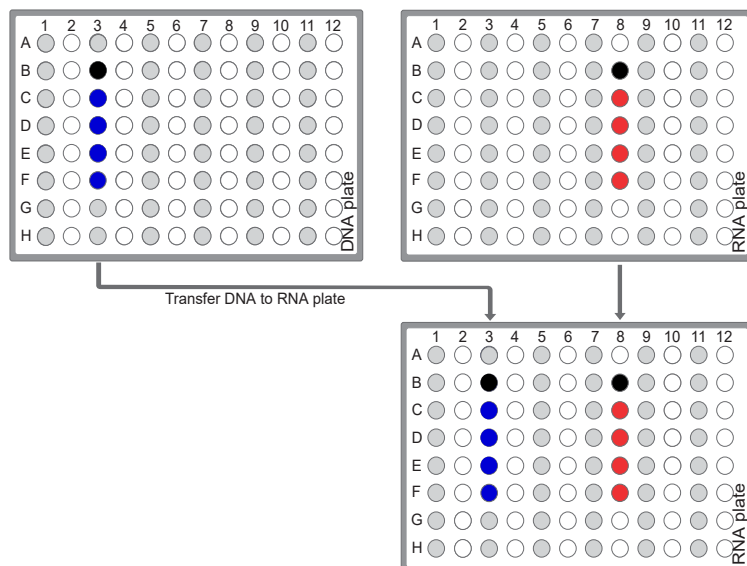 1 2 3 4 5 6 7 8 9 10 11 12
A
B
C
D
E
F
G
H
DNA plate
1 2 3 4 5 6 7 8 9 10 11 12
A
B
C
D
E
F
G
H
RNA plate
Transfer DNA to RNA plate
1 2 3 4 5 6 7 8 9 10 11 12
A
B
C
D
E
F
G
H
RNA plate